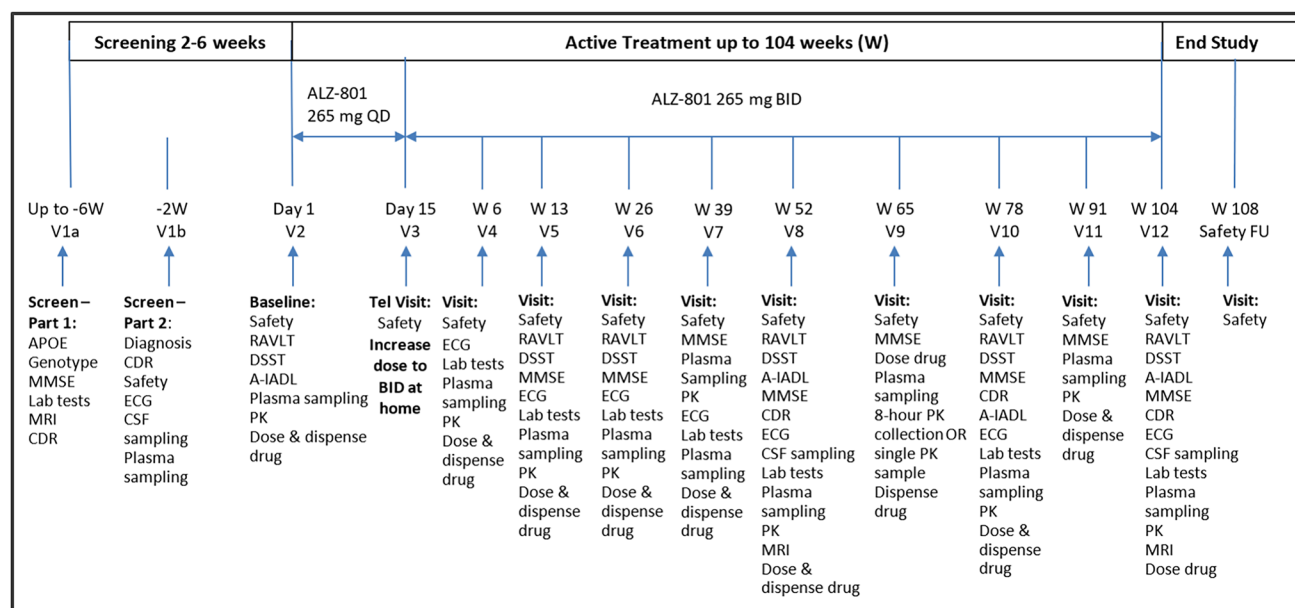 Screening 2-6 weeks
Active Treatment up to 104 weeks (W)
End Study
ALZ-801
265 mg QD
ALZ-801 265 mg BID
Up to -6W
V1a
-2W
V1b
Day 1
V2
Day 15
V3
W 6
V4
W 13
V5
W 26
V6
W 39
V7
W 52
V8
W 65
V9
W 78
V10
W 91
V11
W 104
V12
W 108
Safety FU
Screen –
Part 1:
APOE
Genotype
MMSE
Lab tests
MRI
CDR
Screen –
Part 2:
Diagnosis
CDR
Safety
ECG
CSF
sampling
Plasma
sampling
Baseline:
Safety
RAVLT
DSST
A-IADL
Plasma sampling
PK
Dose & dispense
drug
Tel Visit:
Safety
Increase
dose to
BID at
home
Visit:
Safety
ECG
Lab tests
Plasma
sampling
PK
Dose &
dispense
drug
Visit:
Safety
RAVLT
DSST
MMSE
ECG
Lab tests
Plasma
sampling
PK
Dose &
dispense
drug
Visit:
Safety
RAVLT
DSST
MMSE
ECG
Lab tests
Plasma
sampling
PK
Dose &
dispense
drug
Visit:
Safety
MMSE
Plasma
Sampling
PK
ECG
Lab tests
Plasma
sampling
Dose &
dispense
drug
Visit:
Safety
RAVLT
DSST
A-IADL
MMSE
CDR
ECG
CSF sampling
Lab tests
Plasma
sampling
PK
MRI
Dose &
dispense drug
Visit:
Safety
MMSE
Dose drug
Plasma
sampling
8-hour PK
collection OR
single PK
sample
Dispense
drug
Visit:
Safety
RAVLT
DSST
MMSE
CDR
A-IADL
ECG
Lab tests
Plasma
sampling
PK
Dose &
dispense
drug
Visit:
Safety
MMSE
Plasma
sampling
PK
Dose &
dispense
drug
Visit:
Safety
RAVLT
DSST
A-IADL
MMSE
CDR
ECG
CSF sampling
Lab tests
Plasma
sampling
PK
MRI
Dose drug
Visit:
Safety